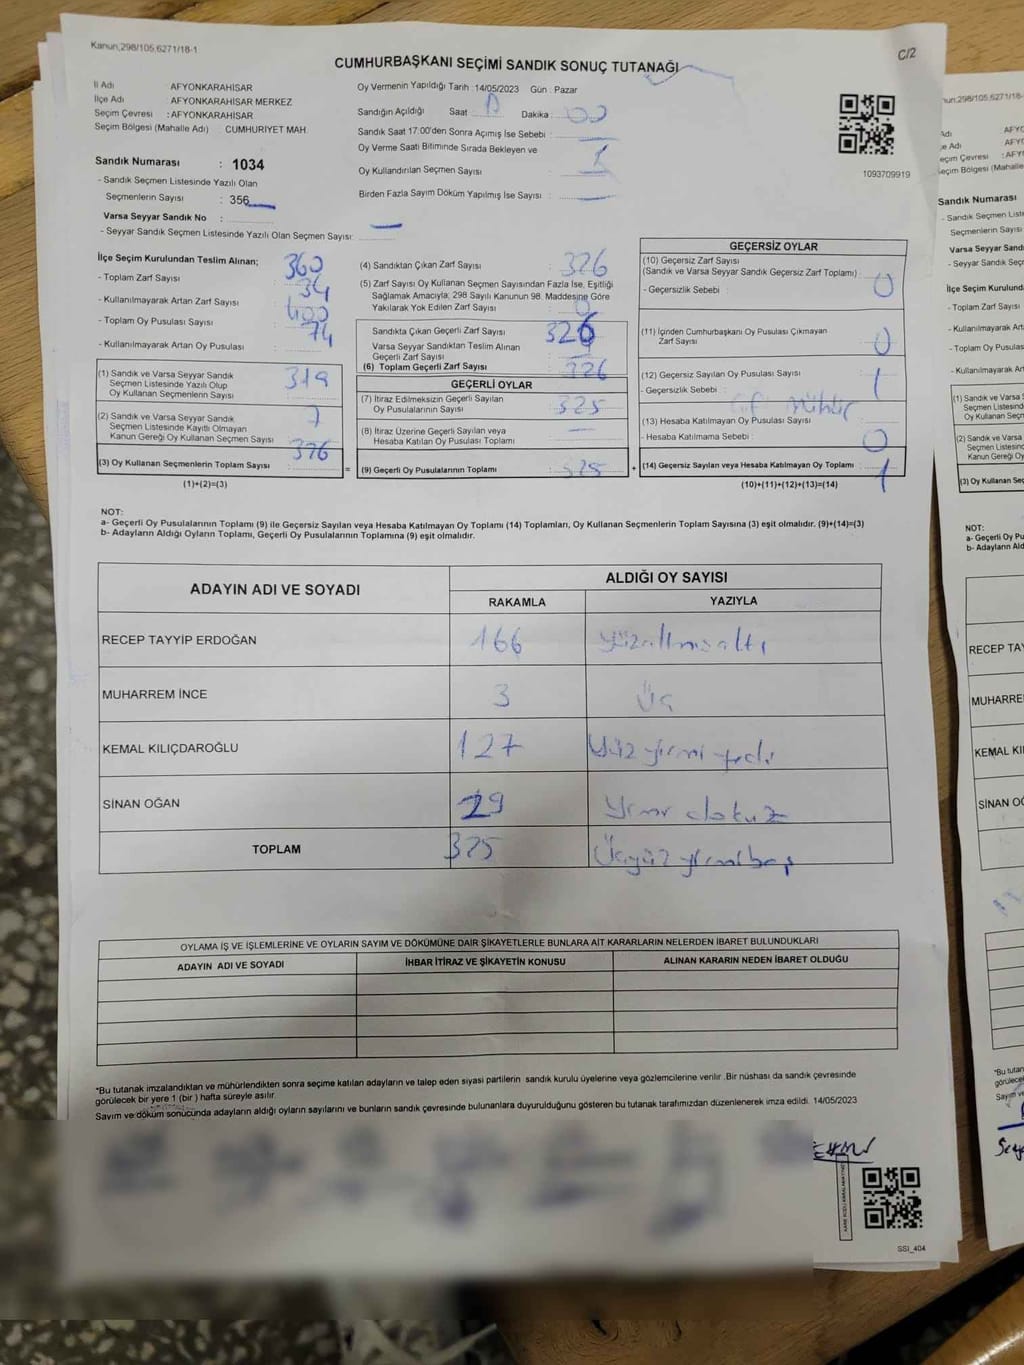 Kanun,298/105,6271/18-1
C/2
CUMHURBAŞKANI SEÇİMİ SANDIK SONUÇ TUTANAĞI
İl Adı AFYONKARAHİSAR
İlçe Adı AFYONKARAHİSAR MERKEZ
Seçim Çevresi : AFYONKARAHİSAR
Seçim Bölgesi (Mahalle Adı) CUMHURİYET MAH.
Sandık Numarası : 1034
- Sandık Seçmen Listesinde Yazılı Olan
Seçmenlerin Sayısı : 356
Varsa Seyyar Sandık No :
- Seyyar Sandık Seçmen Listesinde Yazılı Olan Seçmen Sayısı:
Oy Vermenin Yapıldığı Tarih : 14/05/2023 Gün : Pazar
Sandığın Açıldığı Saat Dakika : 00
Sandık Saat 17:00'den Sonra Açımış İse Sebebi :
Oy Verme Saati Bitiminde Sırada Bekleyen ve
Oy Kullandırılan Seçmen Sayısı : 1
Birden Fazla Sayım Döküm Yapılmış İse Sayısı :
1093709919
İlçe Seçim Kurulundan Teslim Alınan;
- Toplam Zarf Sayısı : 360
- Kullanılmayarak Artan Zarf Sayısı : 34
- Toplam Oy Pusulası Sayısı : 400
- Kullanılmayarak Artan Oy Pusulası : 74
(1) Sandık ve Varsa Seyyar Sandık
Seçmen Listesinde Yazılı Olup
Oy Kullanan Seçmenlerin Sayısı : 319
(2) Sandık ve Varsa Seyyar Sandık
Seçmen Listesinde Kayıtlı Olmayan
Kanun Gereği Oy Kullanan Seçmen Sayısı : 7
(3) Oy Kullanan Seçmenlerin Toplam Sayısı : 326
(1)+(2)=(3)
=
(4) Sandıktan Çıkan Zarf Sayısı : 326
(5) Zarf Sayısı Oy Kullanan Seçmen Sayısından Fazla İse, Eşitliği
Sağlamak Amacıyla, 298 Sayılı Kanunun 98. Maddesine Göre
Yakılarak Yok Edilen Zarf Sayısı : 0
Sandıkta Çıkan Geçerli Zarf Sayısı 326
Varsa Seyyar Sandıktan Teslim Alınan
Geçerli Zarf Sayısı
(6) Toplam Geçerli Zarf Sayısı : 326
GEÇERLİ OYLAR
(7) İtiraz Edilmeksizin Geçerli Sayılan
Oy Pusulalarının Sayısı : 325
(8) İtiraz Üzerine Geçerli Sayılan veya
Hesaba Katılan Oy Pusulası Toplamı :
(9) Geçerli Oy Pusulalarının Toplamı : 325
+
GEÇERSİZ OYLAR
(10) Geçersiz Zarf Sayısı
(Sandık ve Varsa Seyyar Sandık Geçersiz Zarf Toplamı) : 0
- Geçersizlik Sebebi :
(11) İçinden Cumhurbaşkanı Oy Pusulası Çıkmayan
Zarf Sayısı : 0
(12) Geçersiz Sayılan Oy Pusulası Sayısı : 1
- Geçersizlik Sebebi : mühür
(13) Hesaba Katılmayan Oy Pusulası Sayısı :
- Hesaba Katılmama Sebebi : 0
(14) Geçersiz Sayılan veya Hesaba Katılmayan Oy Toplamı : 1
(10)+(11)+(12)+(13)=(14)
NOT:
a- Geçerli Oy Pusulalarının Toplamı (9) ile Geçersiz Sayılan veya Hesaba Katılmayan Oy Toplamı (14) Toplamları, Oy Kullanan Seçmenlerin Toplam Sayısına (3) eşit olmalıdır. (9)+(14)=(3)
b- Adayların Aldığı Oyların Toplamı, Geçerli Oy Pusulalarının Toplamına (9) eşit olmalıdır.
ADAYIN ADI VE SOYADI
ALDIĞI OY SAYISI
RAKAMLA YAZIYLA
RECEP TAYYİP ERDOĞAN 166 yüzaltmışaltı
MUHARREM İNCE 3 Üç
KEMAL KILIÇDAROĞLU 127 Yüz yirmi yedi
SİNAN OĞAN 29 yirmi dokuz
TOPLAM 325 Üçyüz yirmi beş
OYLAMA İŞ VE İŞLEMLERİNE VE OYLARIN SAYIM VE DÖKÜMÜNE DAİR ŞİKAYETLERLE BUNLARA AİT KARARLARIN NELERDEN İBARET BULUNDUKLARI
ADAYIN ADI VE SOYADI İHBAR İTİRAZ VE ŞİKAYETİN KONUSU ALINAN KARARIN NEDEN İBARET OLDUĞU
*Bu tutanak imzalandıktan ve mühürlendikten sonra seçime katılan adayların ve talep eden siyasi partilerin sandık kurulu üyelerine veya gözlemcilerine verilir .Bir nüshası da sandık çevresinde
görülecek bir yere 1 (bir ) hafta süreyle asılır.
Sayım ve döküm sonucunda adayların aldığı oyların sayılarını ve bunların sandık çevresinde bulunanlara duyurulduğunu gösteren bu tutanak tarafımızdan düzenlenerek imza edildi. 14/05/2023
SSI_404